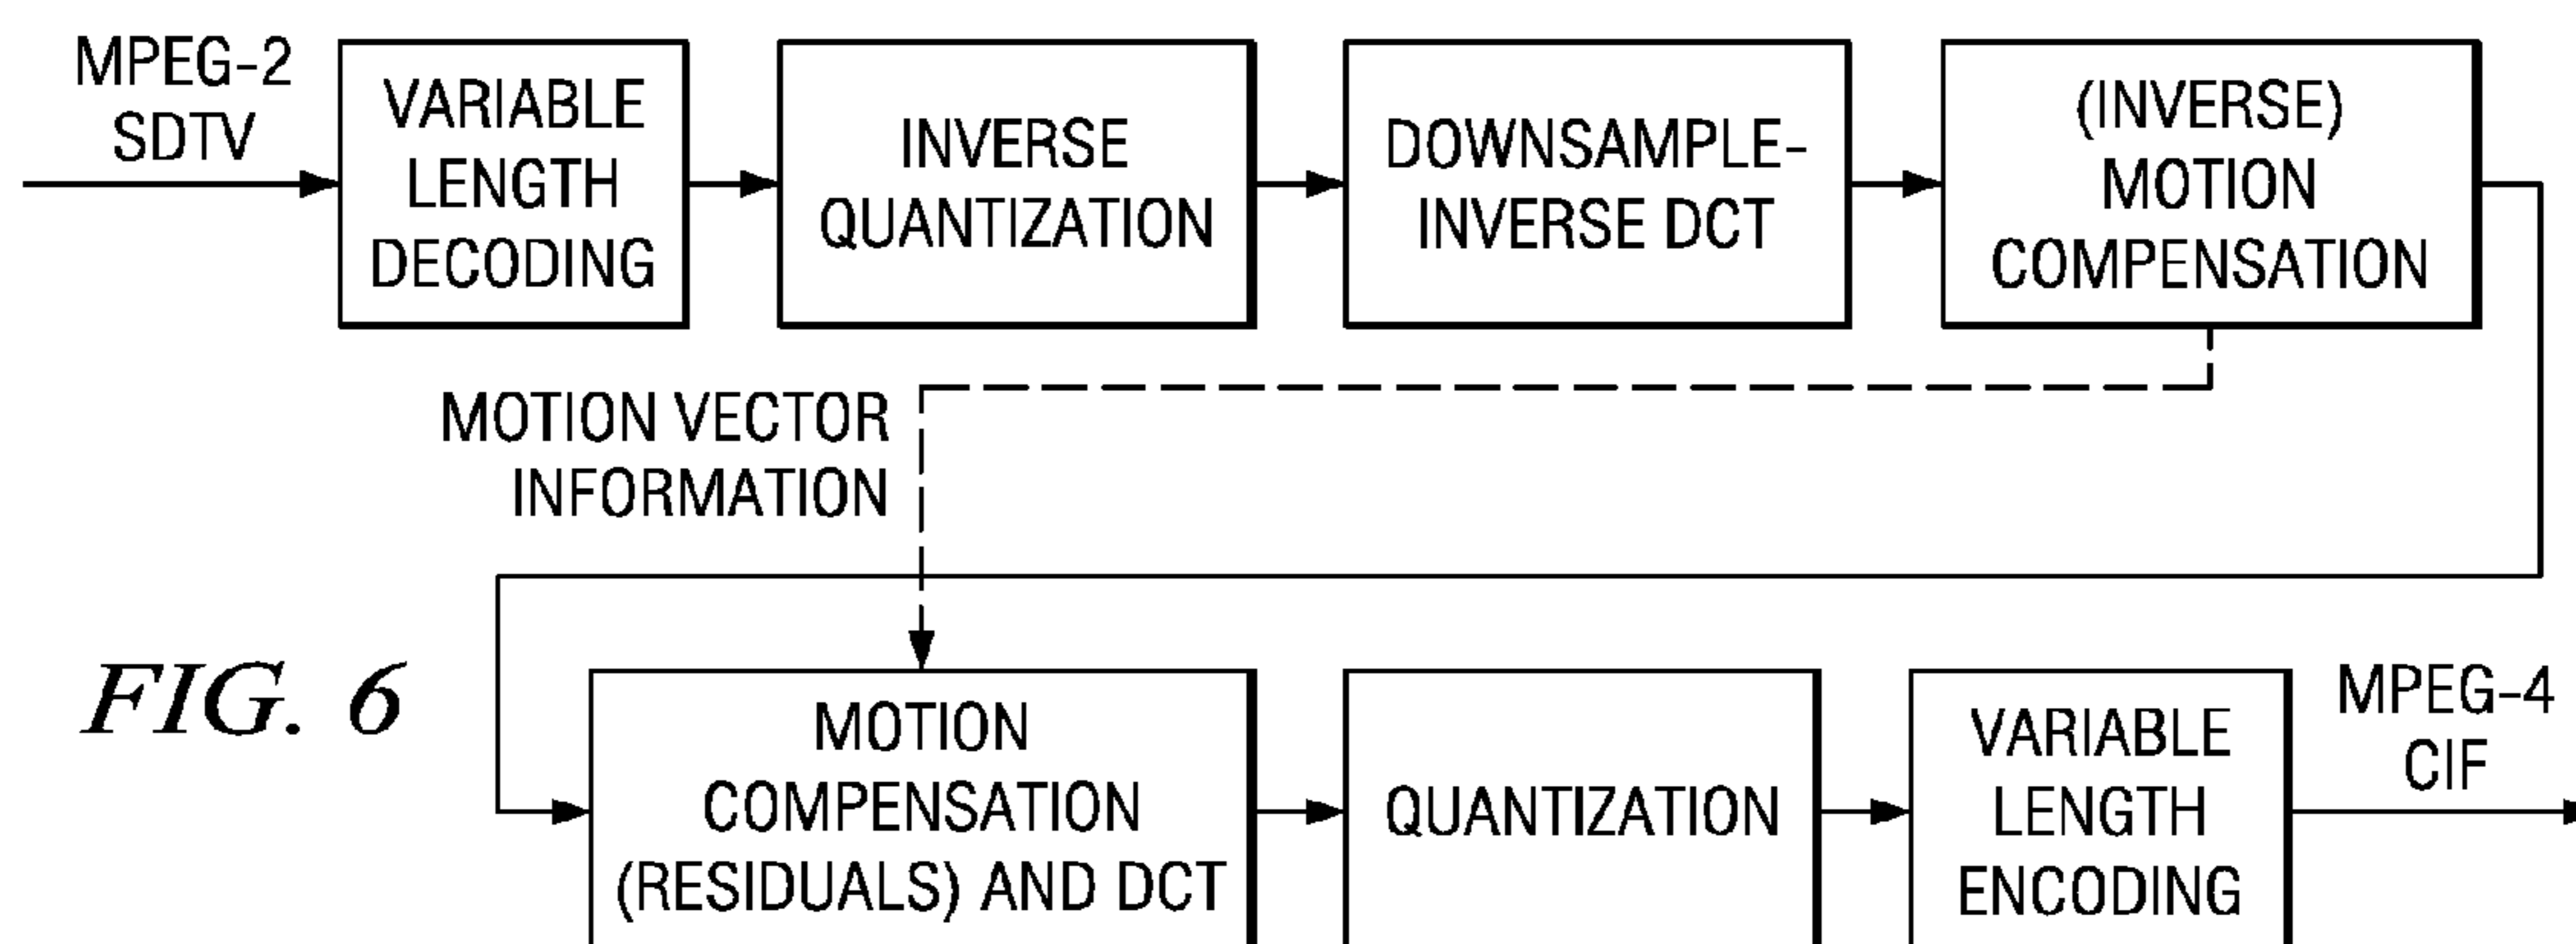 MPEG-2
SDTV
VARIABLE
LENGTH
DECODING
INVERSE
QUANTIZATION
DOWNSAMPLE-
INVERSE DCT
(INVERSE)
MOTION
COMPENSATION
MOTION VECTOR
INFORMATION
FIG. 6
MOTION
COMPENSATION
(RESIDUALS) AND DCT
QUANTIZATION
VARIABLE
LENGTH
ENCODING
MPEG-4
CIF